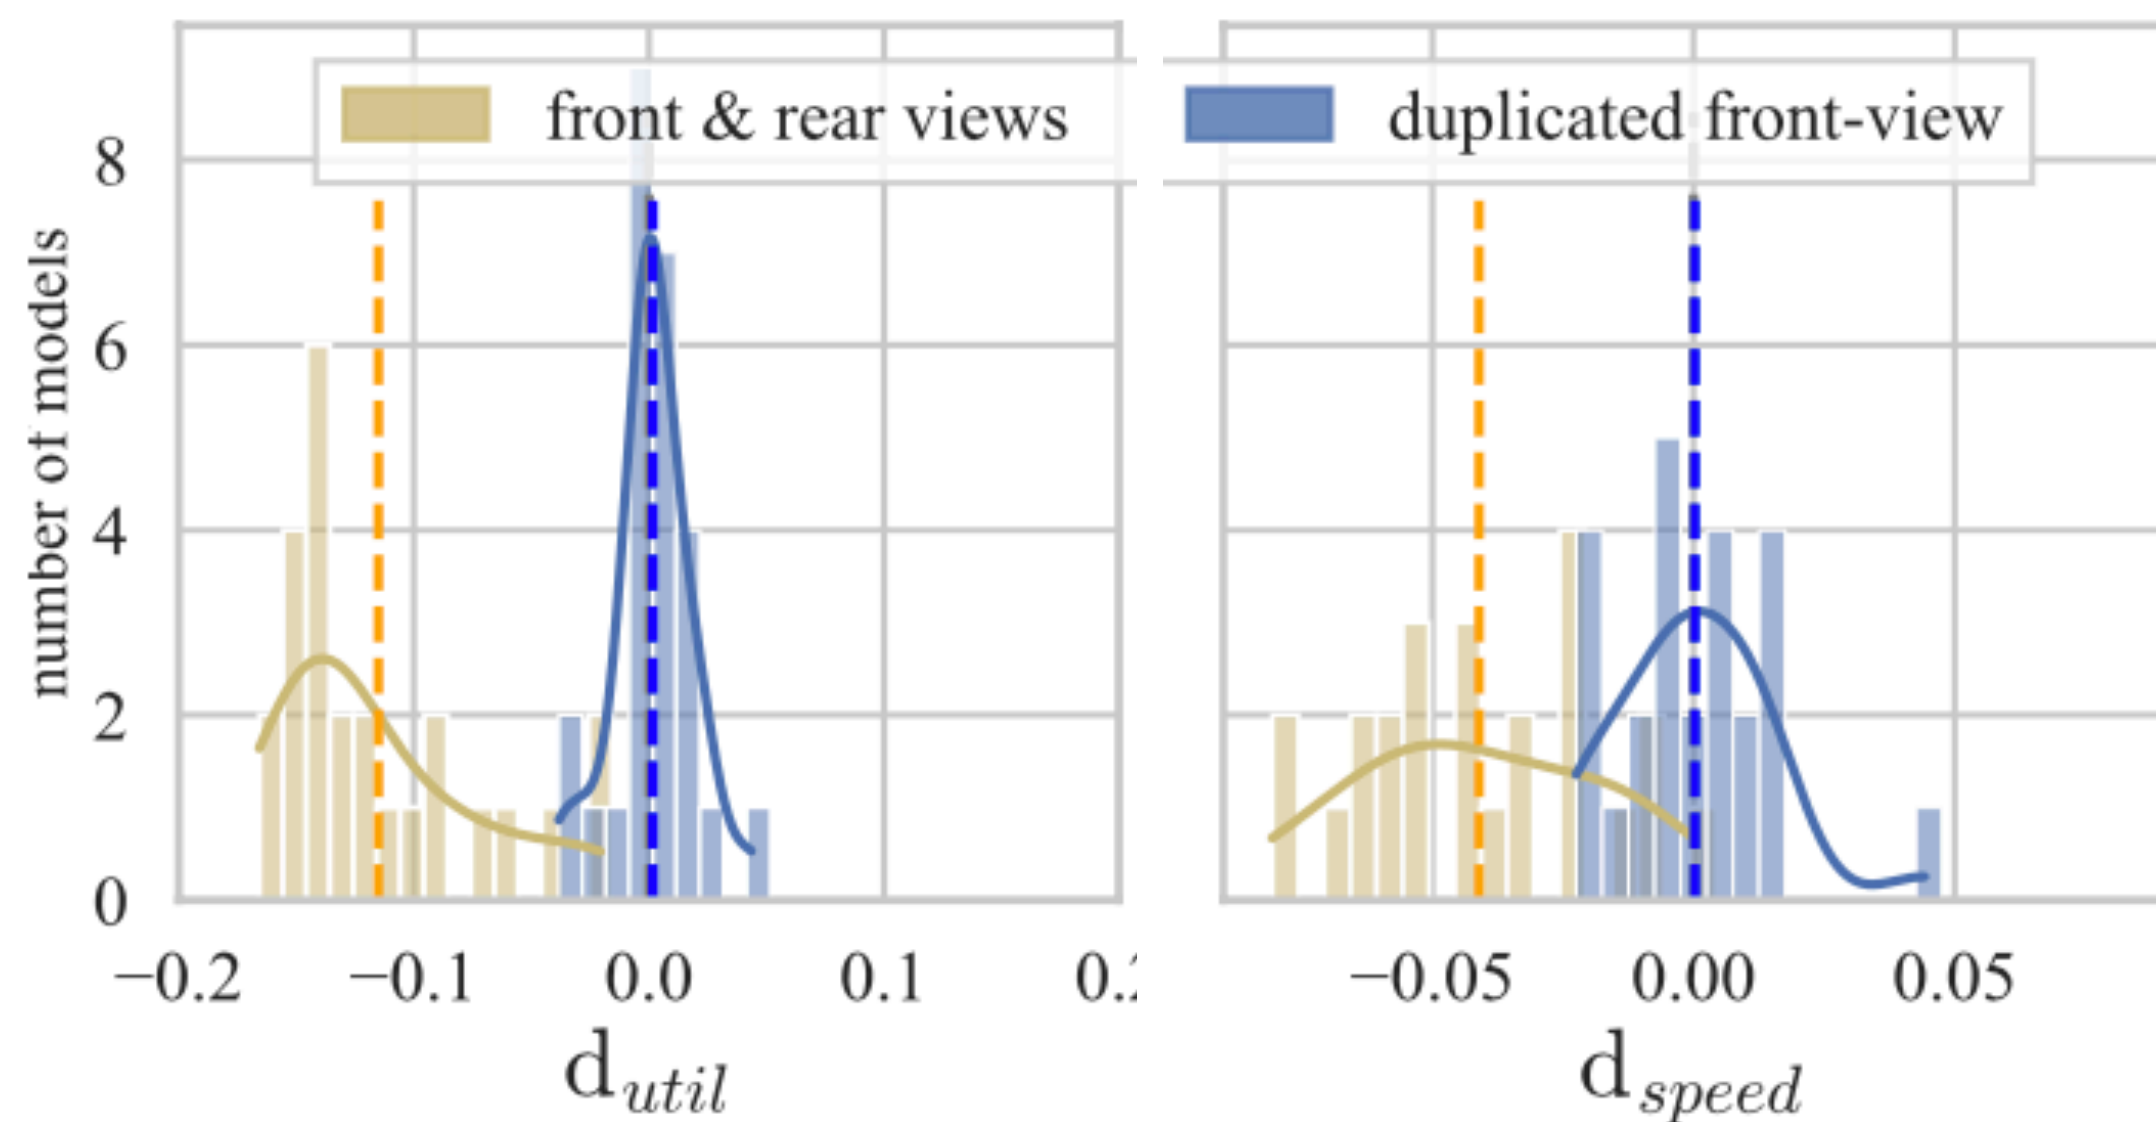 front & rear views
duplicated front-view
number of models
8
6
4
2
0
−0.2 −0.1 0.0 0.1
−0.05 0.00 0.05
d_util
d_speed